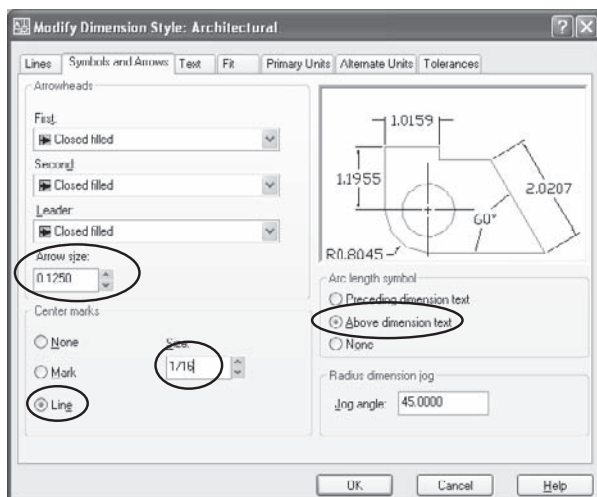 Modify Dimension Style: Architectural
Lines Symbols and Arrows Text Fit Primary Units Alternate Units Tolerances
Arrowheads
First:
Closed filled
Second:
Closed filled
Leader:
Closed filled
Arrow size:
0.1250
Center marks
None
Mark
Line
Size:
1/16
1.0159
1.1955
2.0207
60°
R0.8045
Arc length symbol
Preceding dimension text
Above dimension text
None
Radius dimension jog
Jog angle: 45.0000
OK Cancel Help